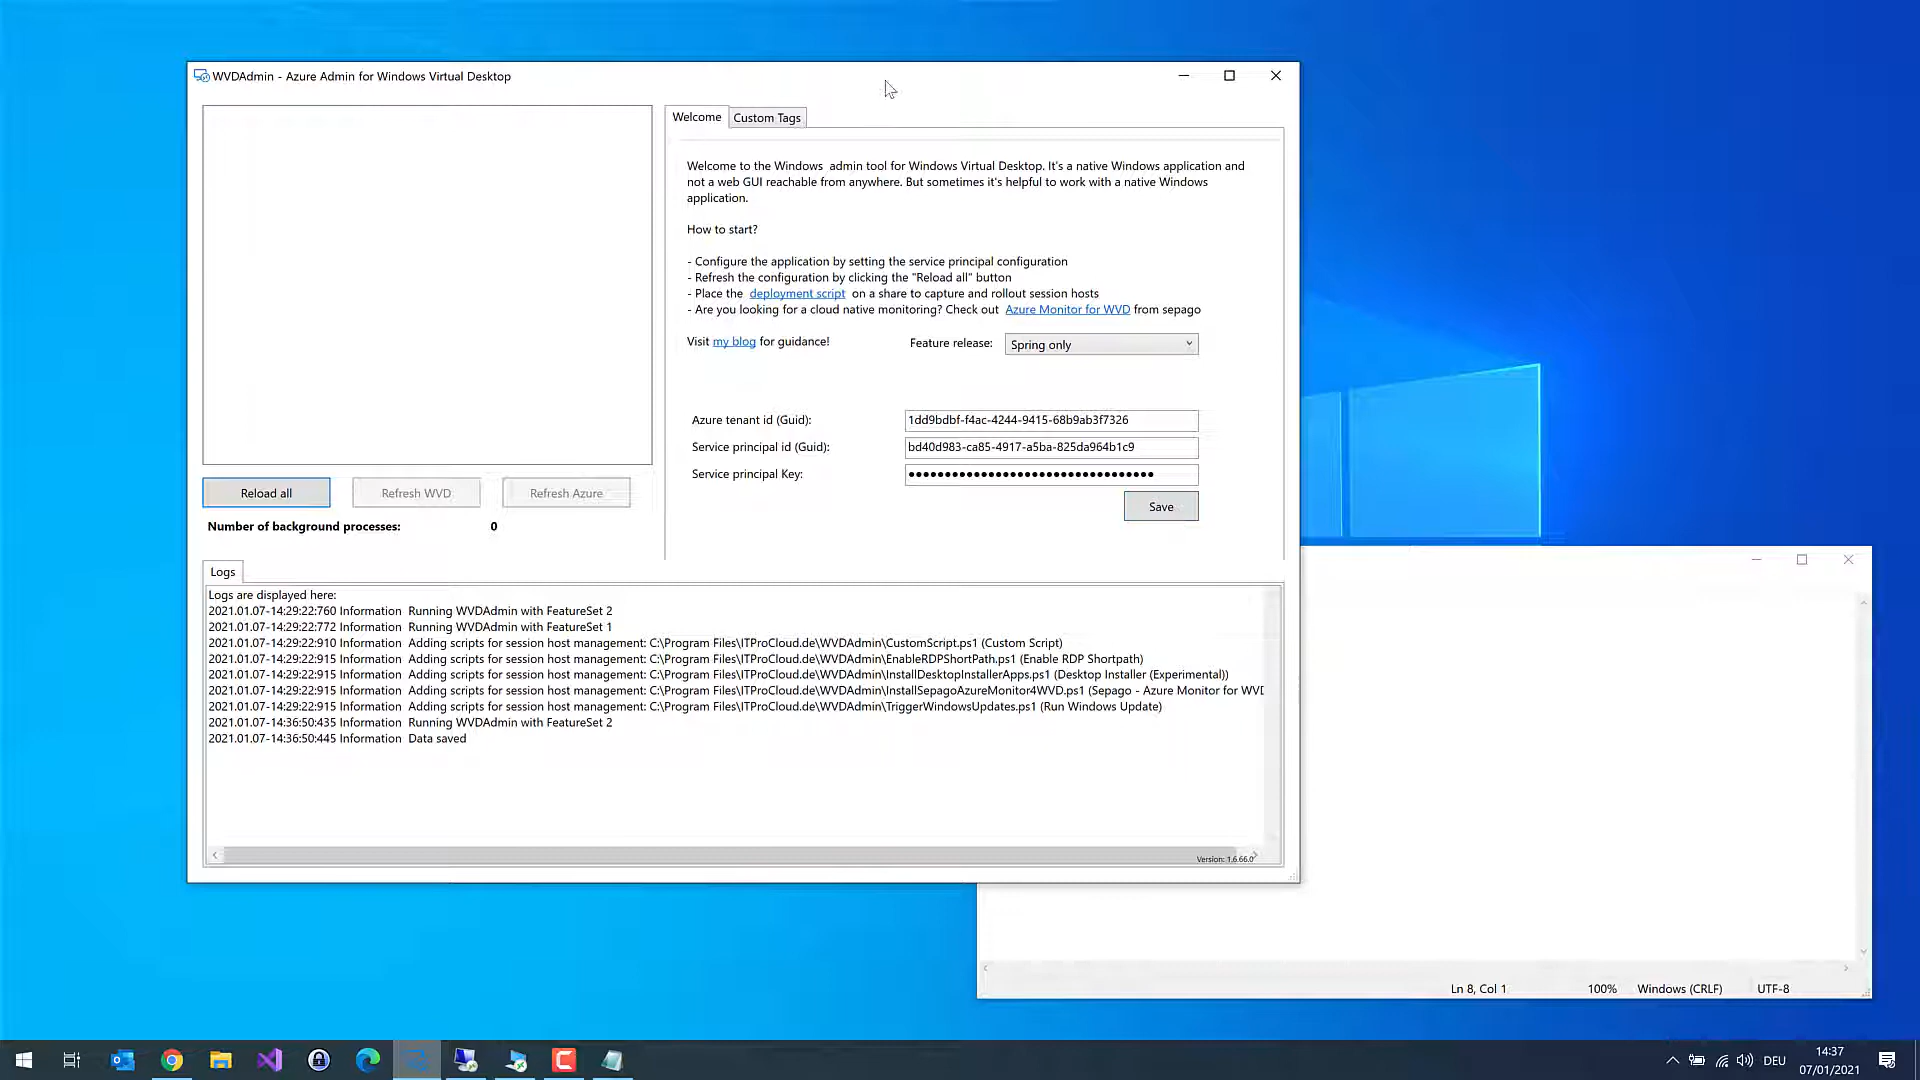 WVDAdmin - Azure Admin for Windows Virtual Desktop
Welcome
Custom Tags
Welcome to the Windows  admin tool for Windows Virtual Desktop. It's a native Windows application and
not a web GUI reachable from anywhere. But sometimes it's helpful to work with a native Windows
application.
How to start?
- Configure the application by setting the service principal configuration
- Refresh the configuration by clicking the "Reload all" button
- Place the deployment script on a share to capture and rollout session hosts
- Are you looking for a cloud native monitoring? Check out Azure Monitor for WVD from sepago
Visit my blog for guidance!
Feature release: Spring only
Azure tenant id (Guid): 1dd9bdbf-f4ac-4244-9415-68b9ab3f7326
Service principal id (Guid): bd40d983-ca85-4917-a5ba-825da964b1c9
Service principal Key: ●●●●●●●●●●●●●●●●●●●●●●●●●●●●●●●●●●
Save
Reload all
Refresh WVD
Refresh Azure
Number of background processes: 0
Logs
Logs are displayed here:
2021.01.07-14:29:22:760 Information  Running WVDAdmin with FeatureSet 2
2021.01.07-14:29:22:772 Information  Running WVDAdmin with FeatureSet 1
2021.01.07-14:29:22:910 Information  Adding scripts for session host management: C:\Program Files\ITProCloud.de\WVDAdmin\CustomScript.ps1 (Custom Script)
2021.01.07-14:29:22:915 Information  Adding scripts for session host management: C:\Program Files\ITProCloud.de\WVDAdmin\EnableRDPShortPath.ps1 (Enable RDP Shortpath)
2021.01.07-14:29:22:915 Information  Adding scripts for session host management: C:\Program Files\ITProCloud.de\WVDAdmin\InstallDesktopInstallerApps.ps1 (Desktop Installer (Experimental))
2021.01.07-14:29:22:915 Information  Adding scripts for session host management: C:\Program Files\ITProCloud.de\WVDAdmin\InstallSepagoAzureMonitor4WVD.ps1 (Sepago - Azure Monitor for WVD
2021.01.07-14:29:22:915 Information  Adding scripts for session host management: C:\Program Files\ITProCloud.de\WVDAdmin\TriggerWindowsUpdates.ps1 (Run Windows Update)
2021.01.07-14:36:50:435 Information  Running WVDAdmin with FeatureSet 2
2021.01.07-14:36:50:445 Information  Data saved
Version: 1.6.66.0
Ln 8, Col 1
100%
Windows (CRLF)
UTF-8
DEU
14:37
07/01/2021